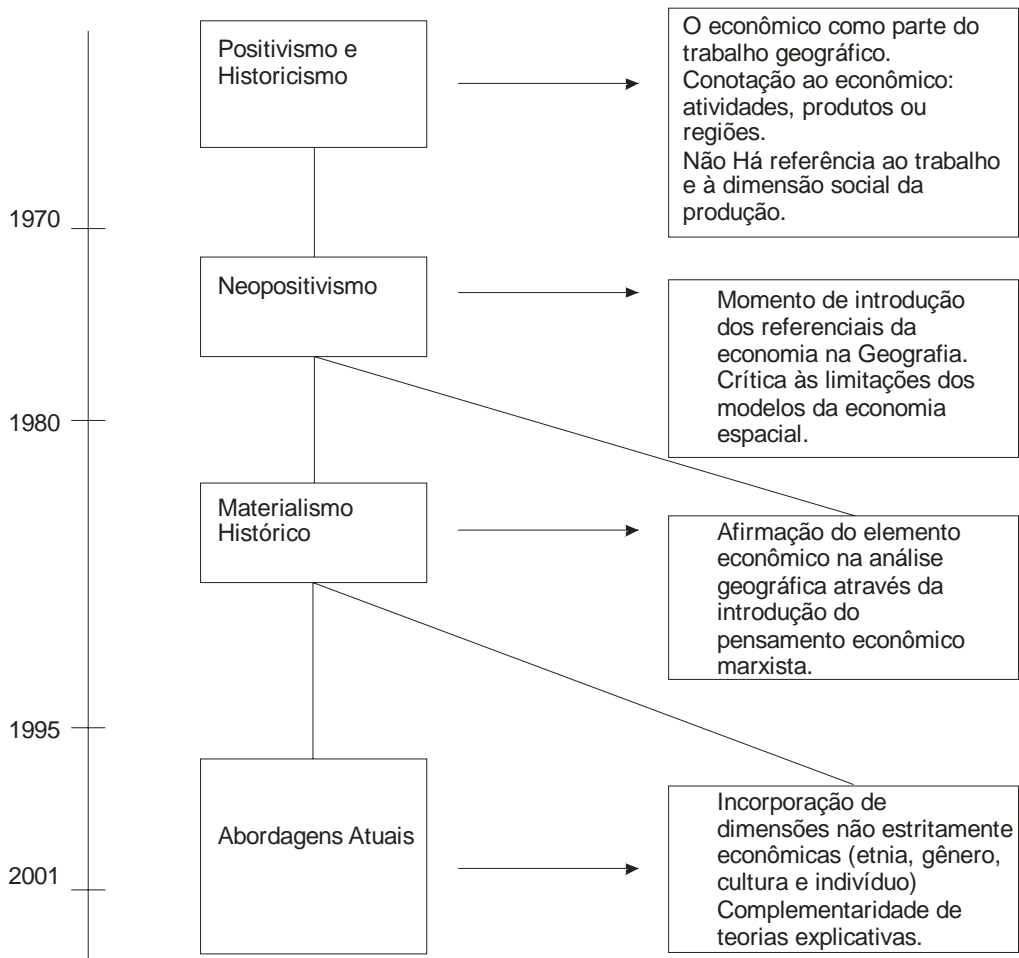 Positivismo e
Historicismo
O econômico como parte do
trabalho geográfico.
Conotação ao econômico:
atividades, produtos ou
regiões.
Não Há referência ao trabalho
e à dimensão social da
produção.
1970
Neopositivismo
Momento de introdução
dos referenciais da
economia na Geografia.
Crítica às limitações dos
modelos da economia
espacial.
1980
Materialismo
Histórico
Afirmação do elemento
econômico na análise
geográfica através da
introdução do
pensamento econômico
marxista.
1995
Abordagens Atuais
Incorporação de
dimensões não estritamente
econômicas (etnia, gênero,
cultura e indivíduo)
Complementaridade de
teorias explicativas.
2001